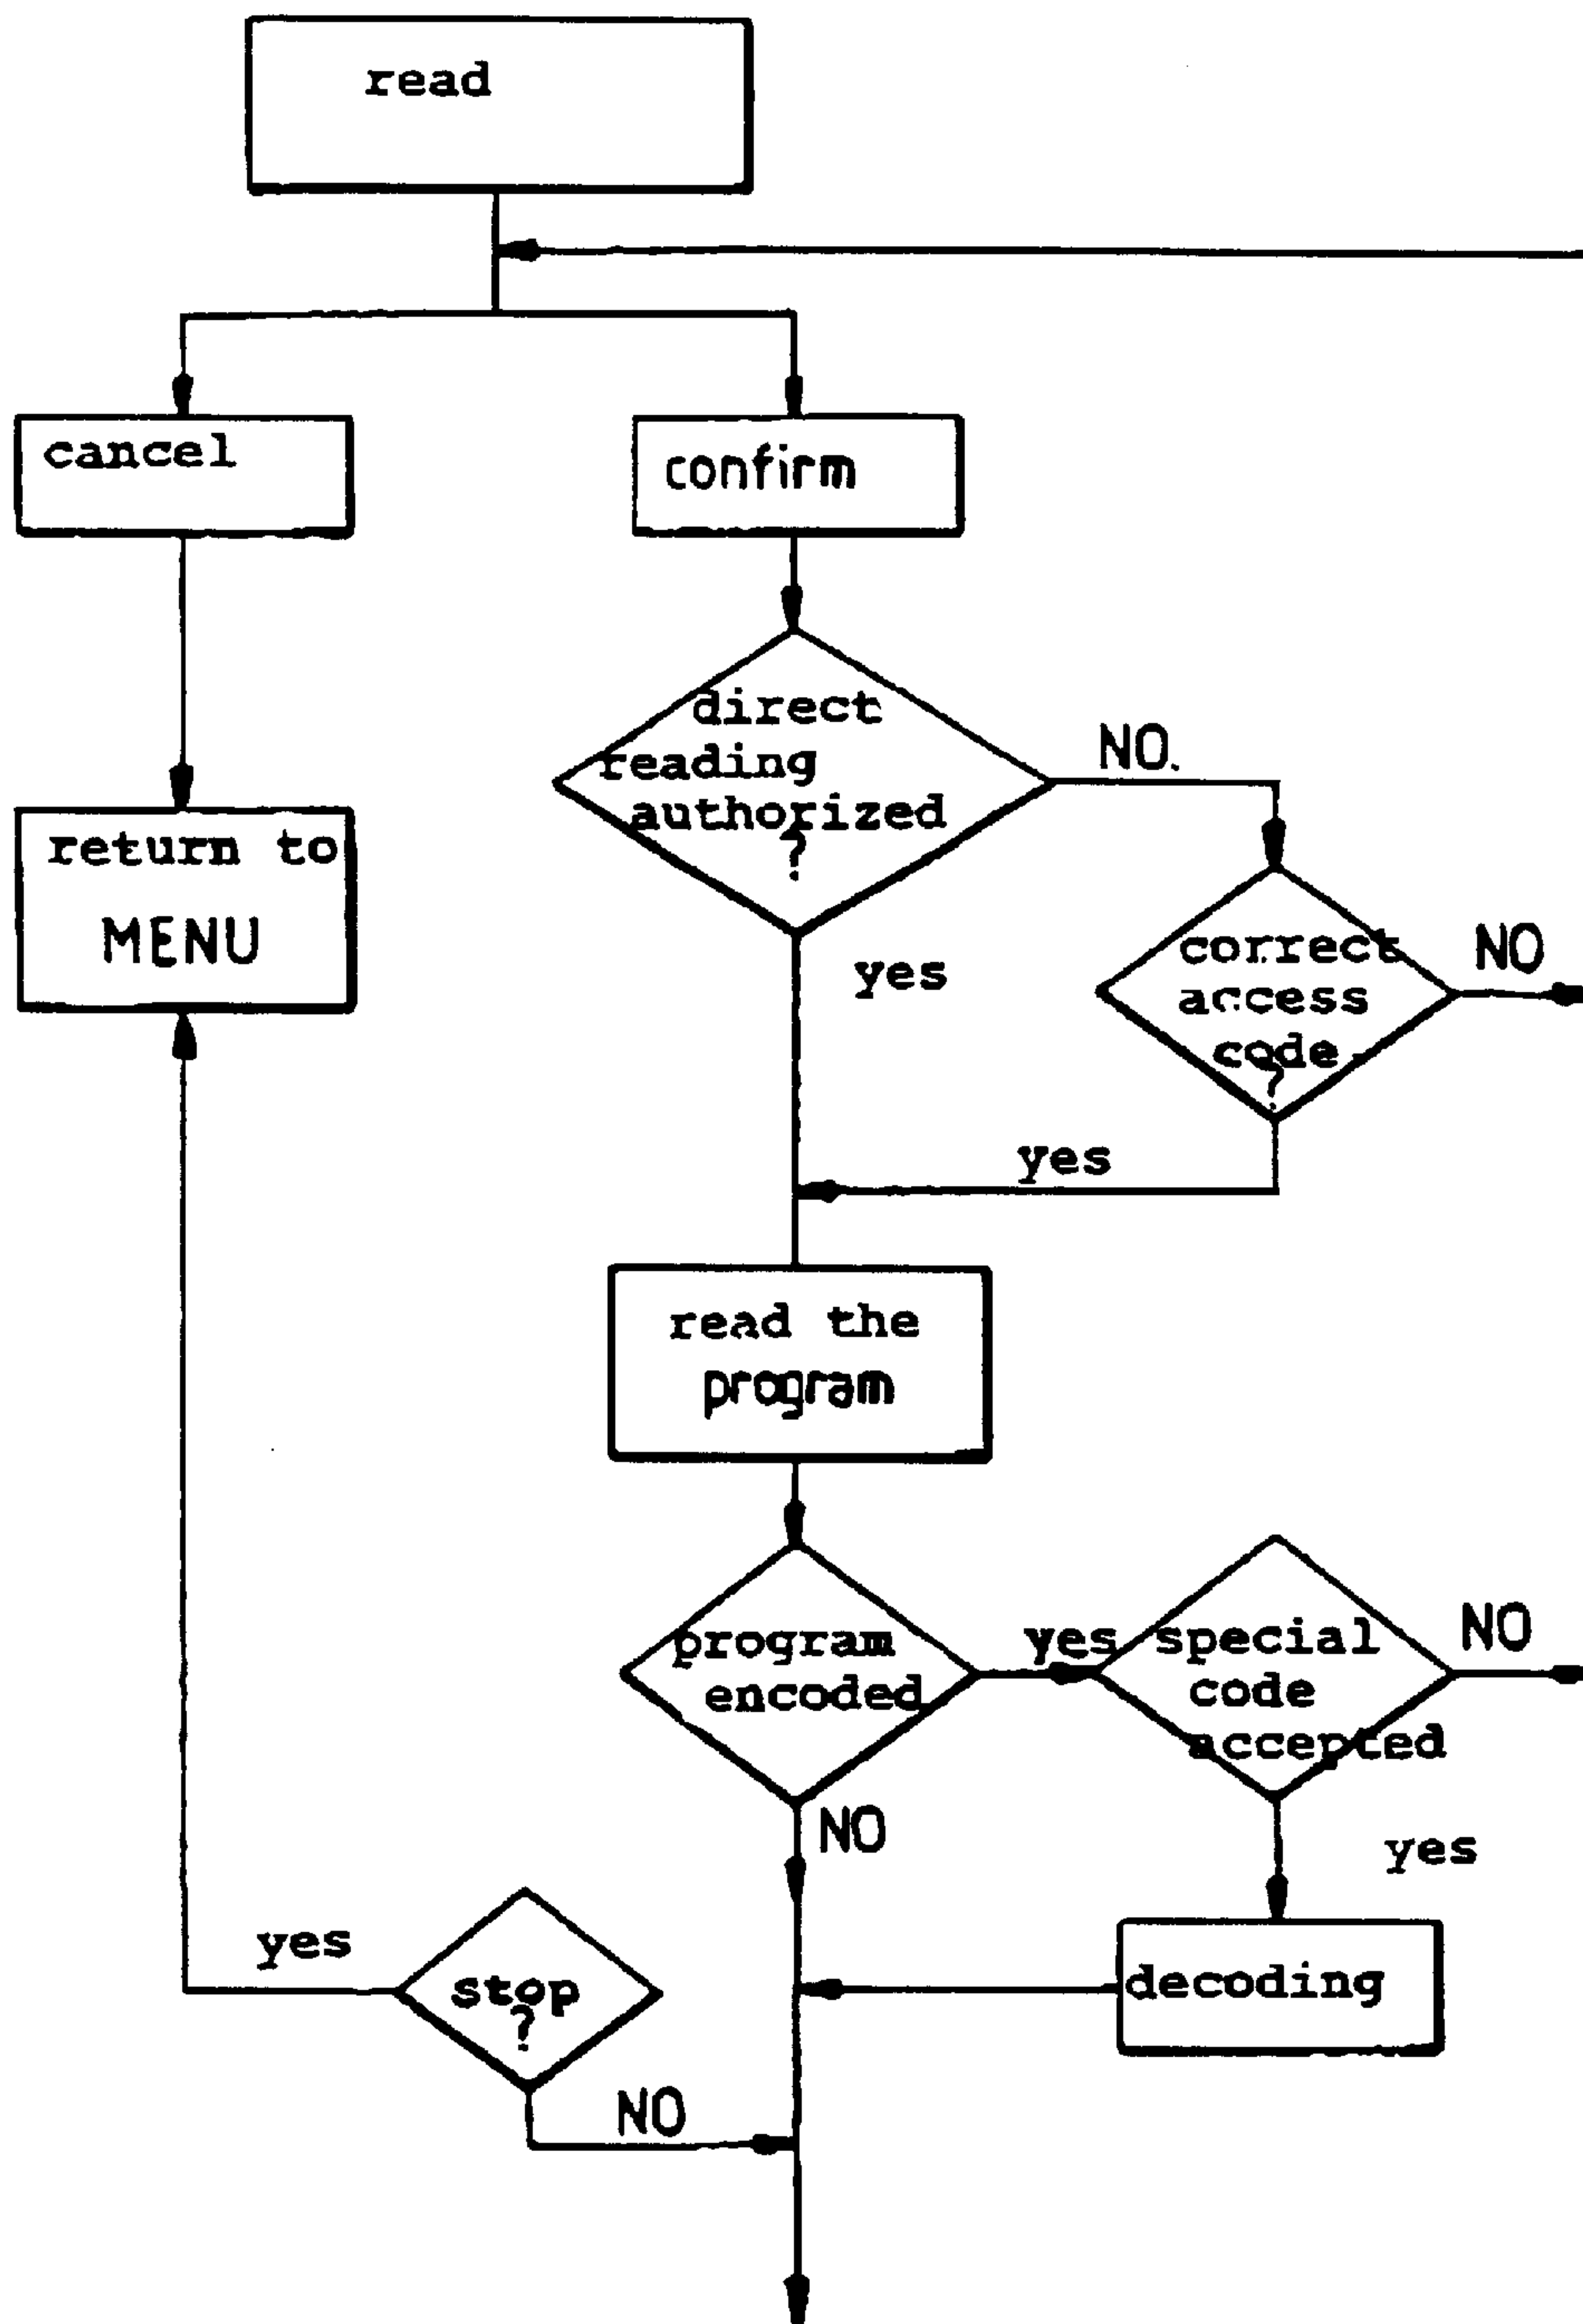 read
cancel
confirm
direct
reading
authorized
?
NO.
return to
MENU
yes
correct
access
code
?
NO
yes
read the
program
program
encoded
yes
special
code
accepted
NO
NO
yes
yes
stop
?
decoding
NO